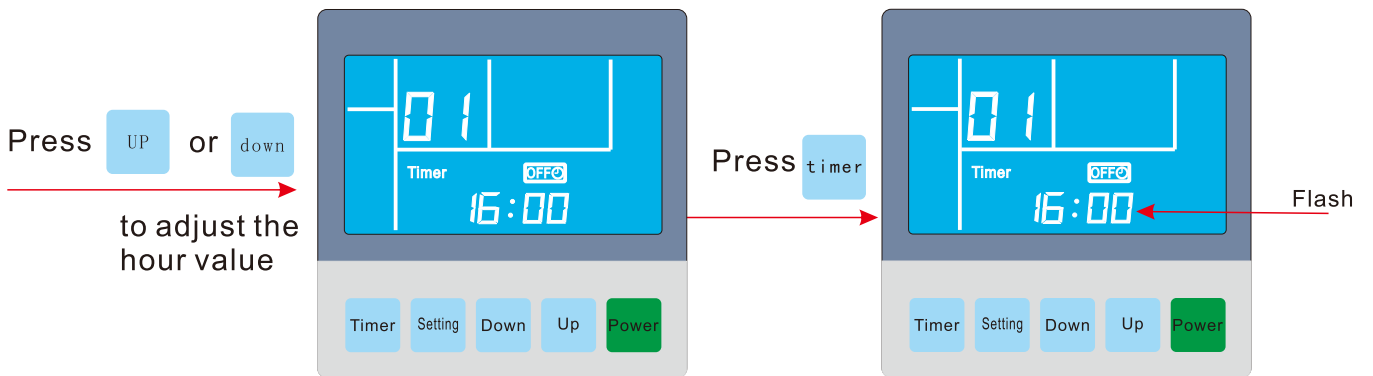 Press UP or down
to adjust the
hour value
01
Timer OFF
16:00
Timer Setting Down Up Power
Press timer
01
Timer OFF
16:00
Flash
Timer Setting Down Up Power